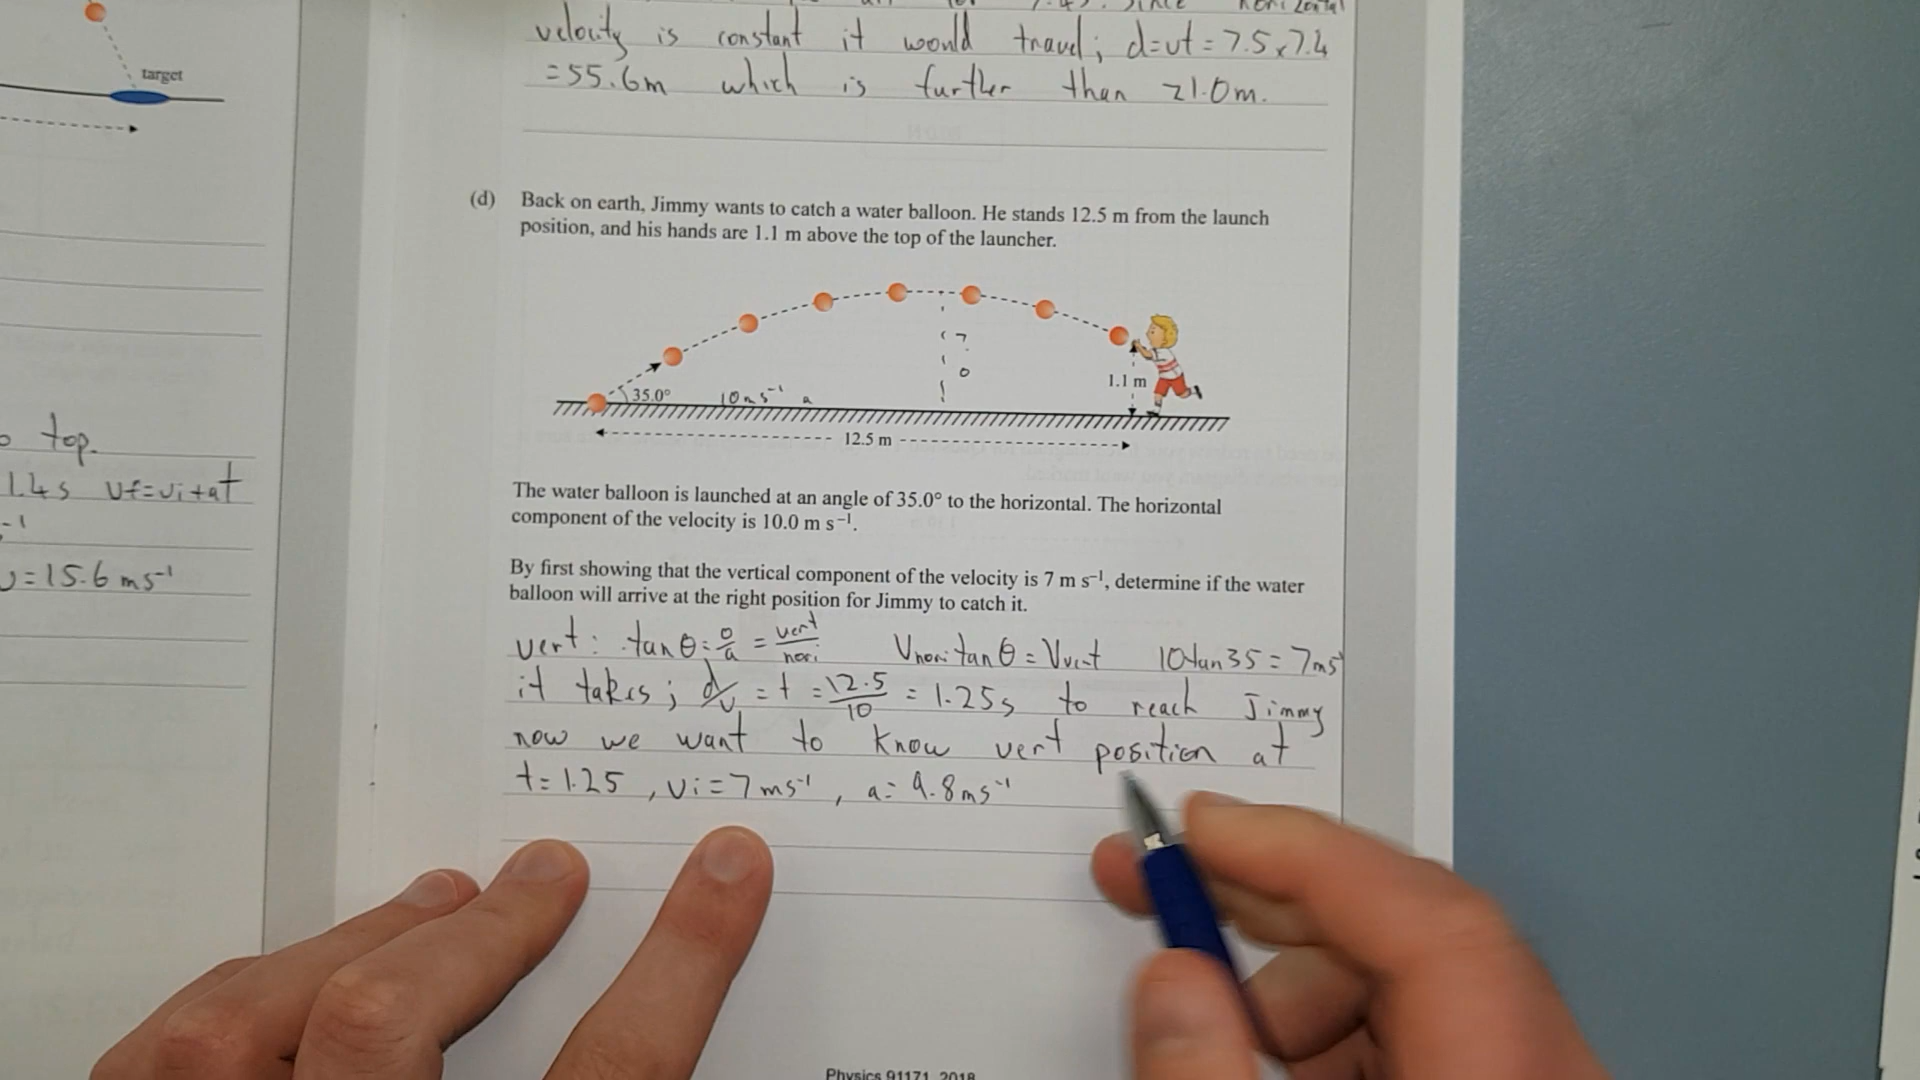 velocity is constant it would travel; d=vt = 7.5x7.4
=55.6m which is further than 21.0m.
target
(d) Back on earth, Jimmy wants to catch a water balloon. He stands 12.5 m from the launch
position, and his hands are 1.1 m above the top of the launcher.
35.0°
10ms⁻¹ a
1.1 m
12.5 m
top.
1.4s vf=vi+at
v=15.6 ms⁻¹
The water balloon is launched at an angle of 35.0° to the horizontal. The horizontal
component of the velocity is 10.0 m s⁻¹.
By first showing that the vertical component of the velocity is 7 m s⁻¹, determine if the water
balloon will arrive at the right position for Jimmy to catch it.
vert: tanθ = o/a = vert/hori Vhori tanθ = Vvert 10tan35 = 7ms
it takes; d/v = t = 12.5/10 = 1.25s to reach Jimmy
now we want to know vert position at
t=1.25, vi=7ms⁻¹, a=9.8ms⁻¹
Physics 91171, 2018